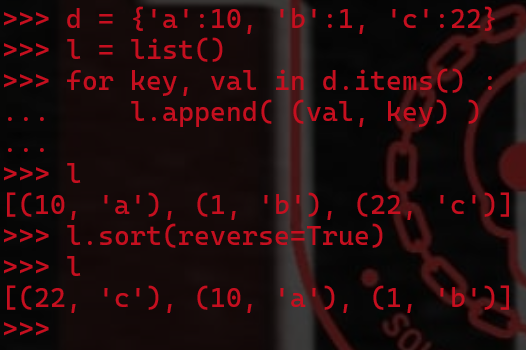 >>> d = {'a':10, 'b':1, 'c':22}
>>> l = list()
>>> for key, val in d.items() :
...     l.append( (val, key) )
...
>>> l
[(10, 'a'), (1, 'b'), (22, 'c')]
>>> l.sort(reverse=True)
>>> l
[(22, 'c'), (10, 'a'), (1, 'b')]
>>>